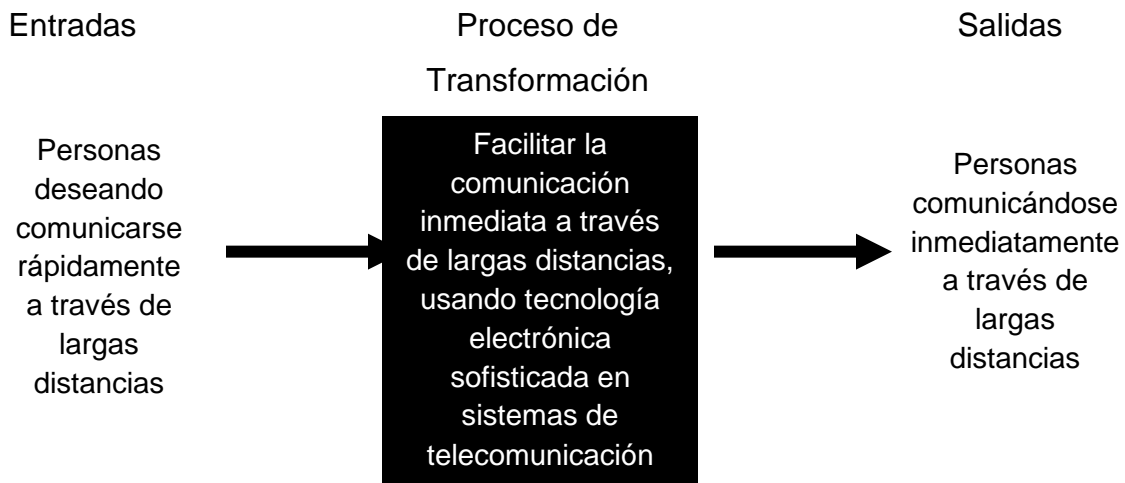 Entradas
Proceso de
Transformación
Salidas
Personas
deseando
comunicarse
rápidamente
a través de
largas
distancias
Facilitar la
comunicación
inmediata a través
de largas distancias,
usando tecnología
electrónica
sofisticada en
sistemas de
telecomunicación
Personas
comunicándose
inmediatamente
a través de
largas
distancias